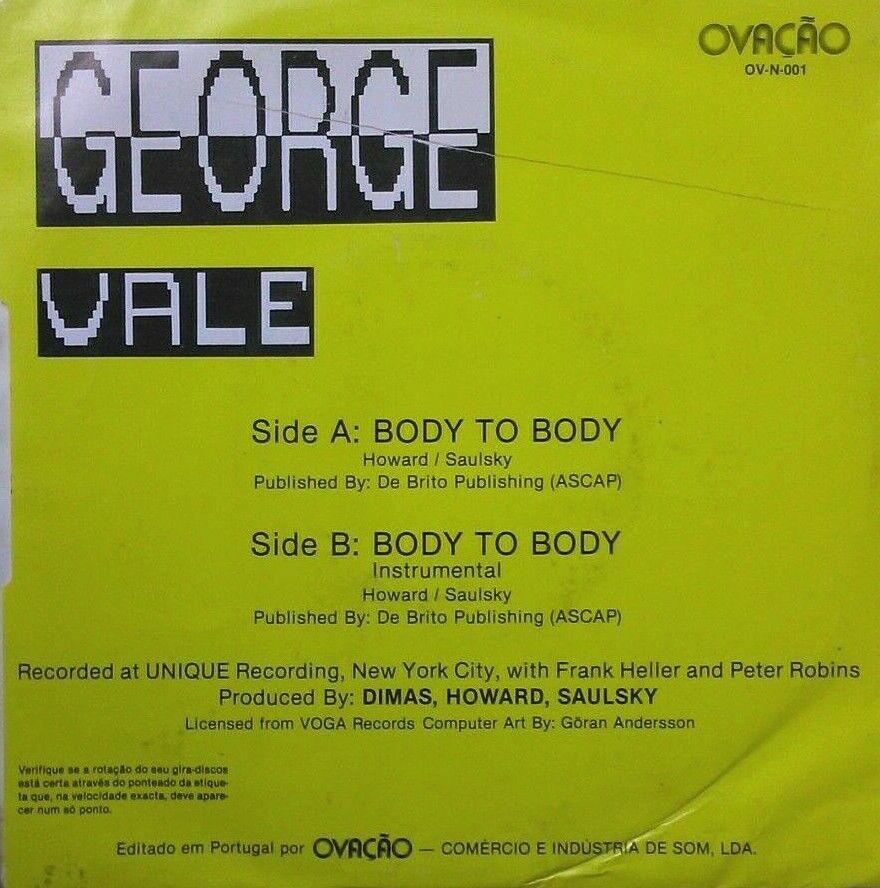 OVAÇÃO
OV-N-001
GEORGE
VALE
Side A: BODY TO BODY
Howard / Saulsky
Published By: De Brito Publishing (ASCAP)
Side B: BODY TO BODY
Instrumental
Howard / Saulsky
Published By: De Brito Publishing (ASCAP)
Recorded at UNIQUE Recording, New York City, with Frank Heller and Peter Robins
Produced By: DIMAS, HOWARD, SAULSKY
Licensed from VOGA Records Computer Art By: Göran Andersson
Verifique se a rotação do seu gira-discos
está certa através do ponteado da etique-
ta que, na velocidade exacta, deve apare-
cer num só ponto.
Editado em Portugal por OVAÇÃO — COMÈRCIO E INDÙSTRIA DE SOM, LDA.